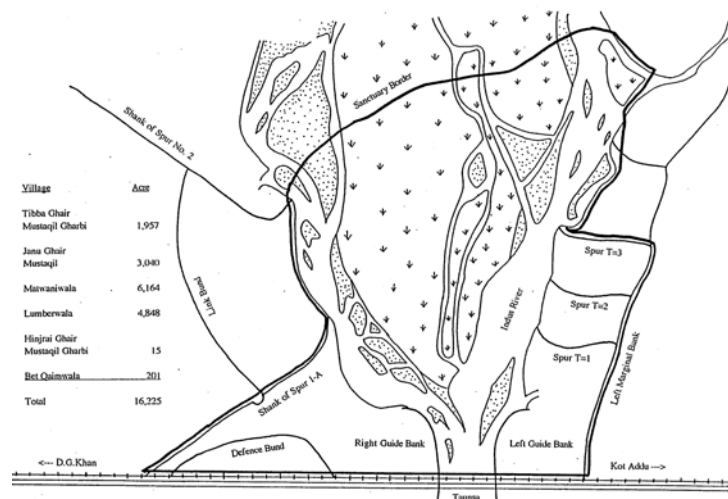 Sanctuary Border
Shank of Spur No. 2
Village Acre
Tibba Ghair
Mustaqil Gharbi 1,957
Janu Ghair
Mustaqil 3,040
Matwaniwala 6,164
Lumberwala 4,848
Hinjrai Ghair
Mustaqil Gharbi 15
Bet Qaimwala 201
Total 16,225
Link Bund
Shank of Spur 1-A
Defence Bund
Indus River
Spur T=3
Spur T=2
Spur T=1
Left Marginal Bank
Right Guide Bank
Left Guide Bank
<--- D.G.Khan
Kot Addu --->